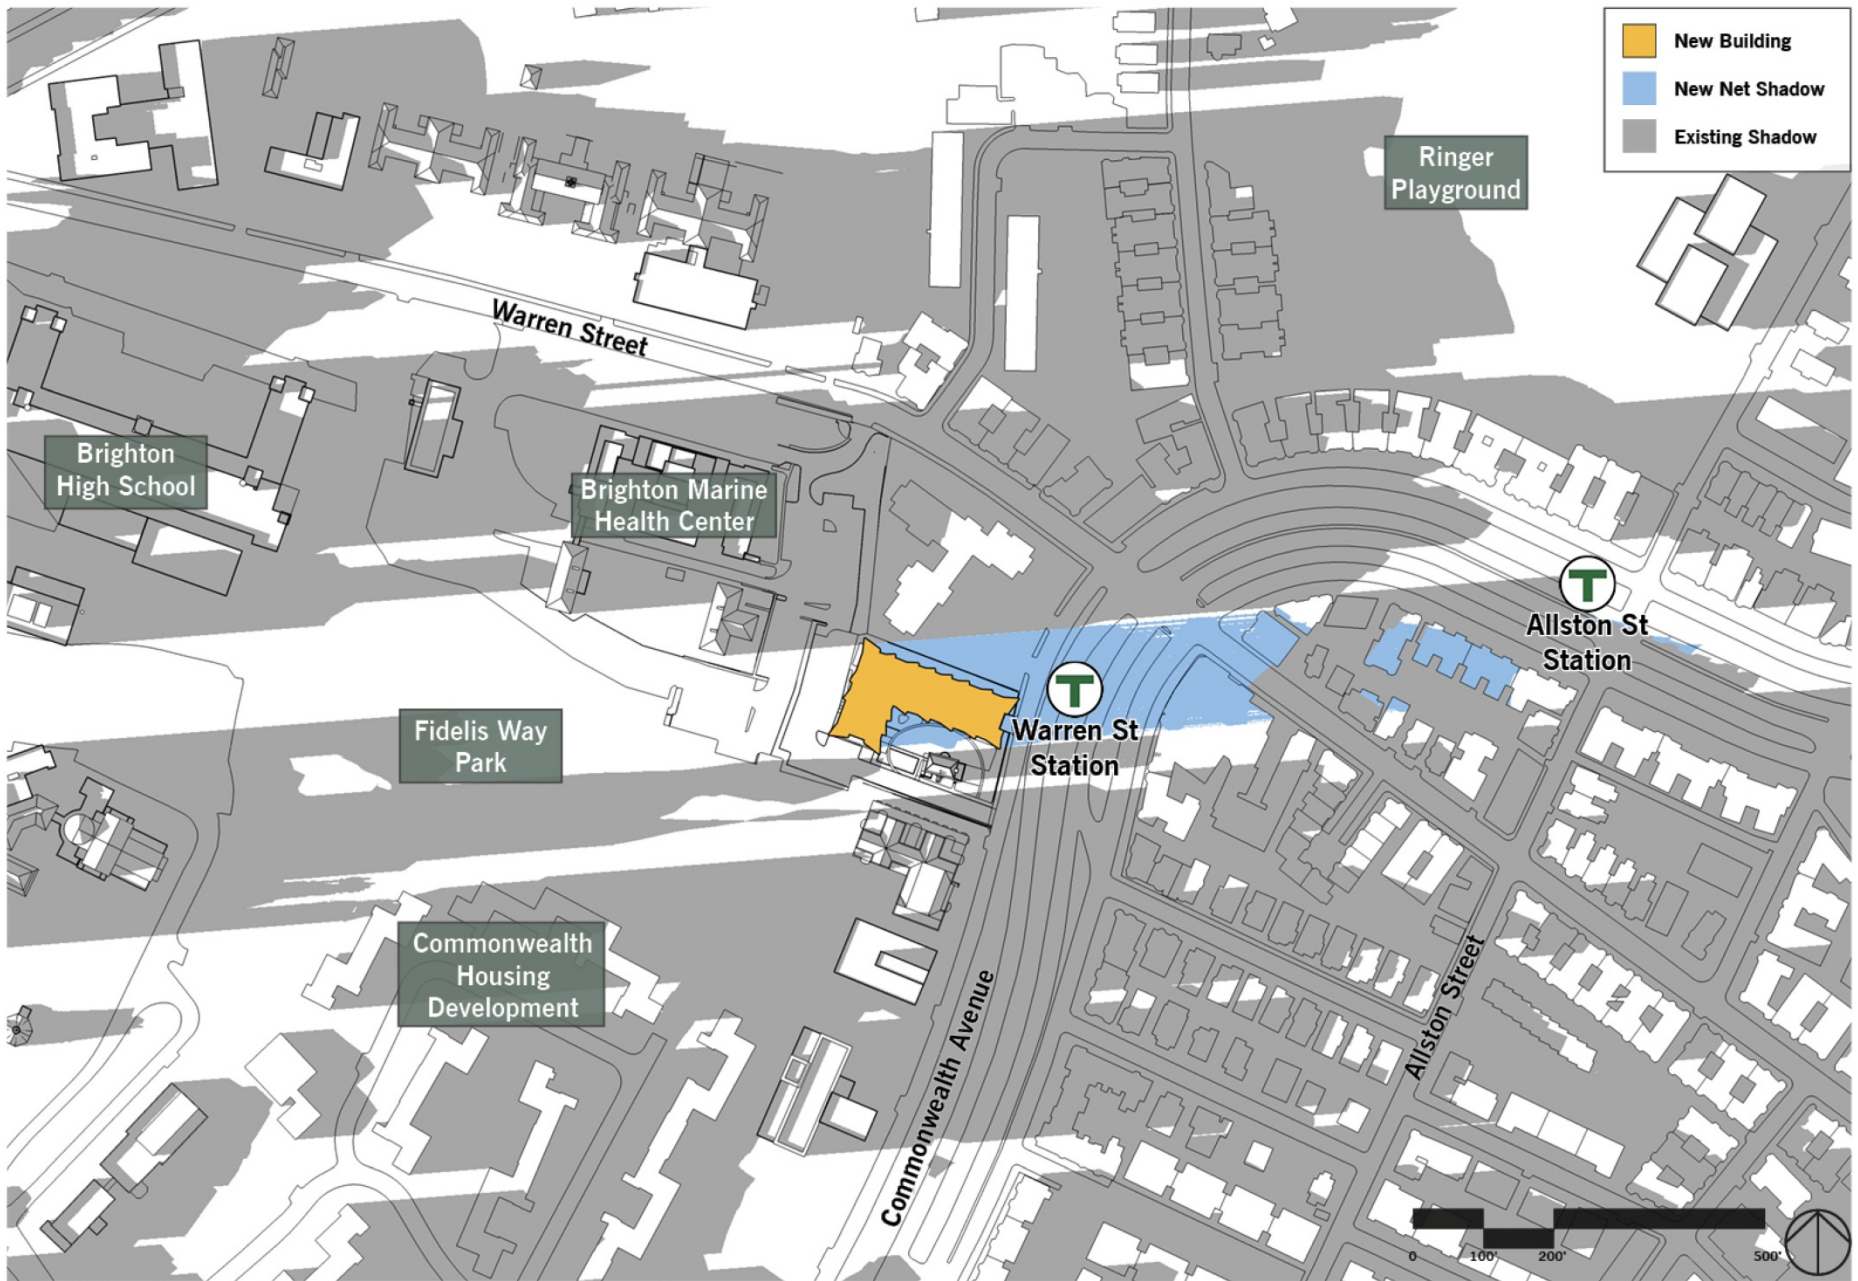 New Building
New Net Shadow
Existing Shadow
Ringer
Playground
Warren Street
Brighton
High School
Brighton Marine
Health Center
T
Allston St
Station
T
Warren St
Station
Fidelis Way
Park
Commonwealth
Housing
Development
Commonwealth Avenue
Allston Street
0 100' 200' 500'